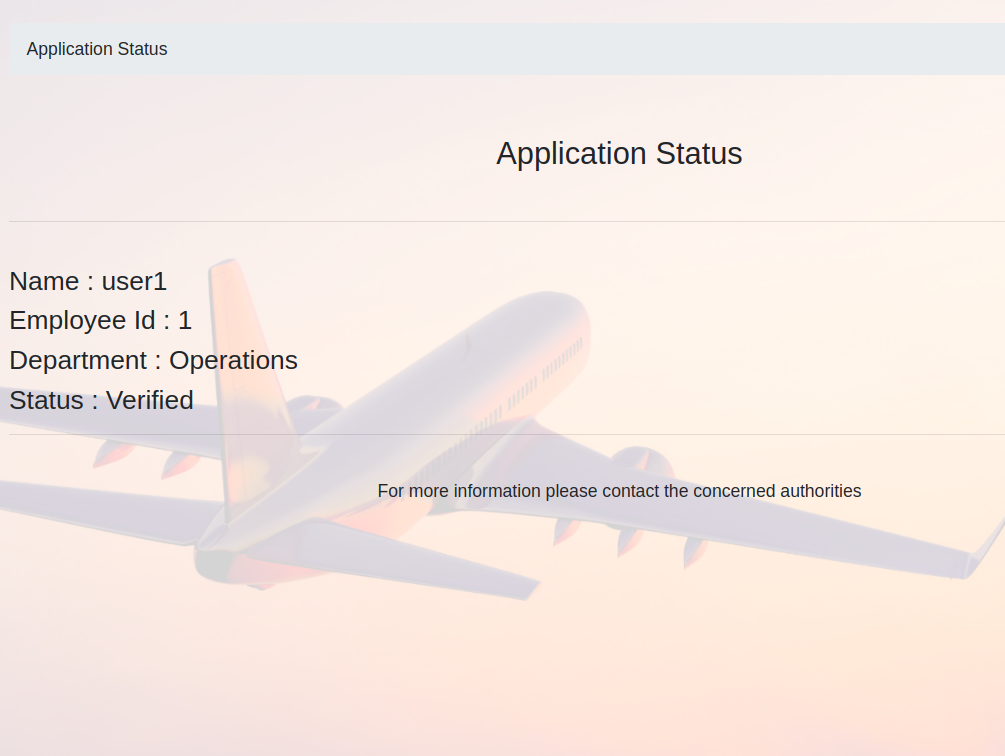 Application Status
Application Status
Name : user1
Employee Id : 1
Department : Operations
Status : Verified
For more information please contact the concerned authorities